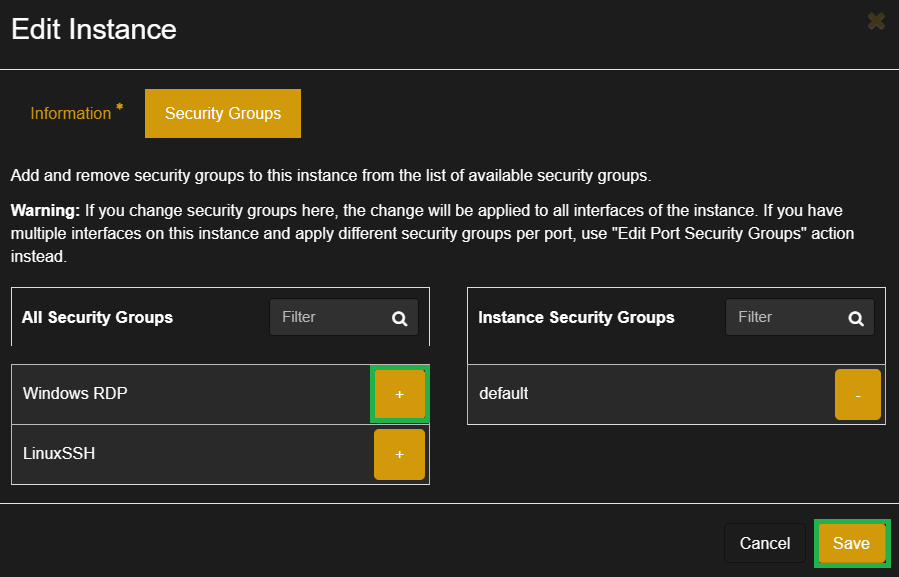 Edit Instance
Information *
Security Groups
Add and remove security groups to this instance from the list of available security groups.
Warning: If you change security groups here, the change will be applied to all interfaces of the instance. If you have
multiple interfaces on this instance and apply different security groups per port, use "Edit Port Security Groups" action
instead.
All Security Groups
Filter
Windows RDP
+
LinuxSSH
+
Instance Security Groups
Filter
default
-
Cancel
Save